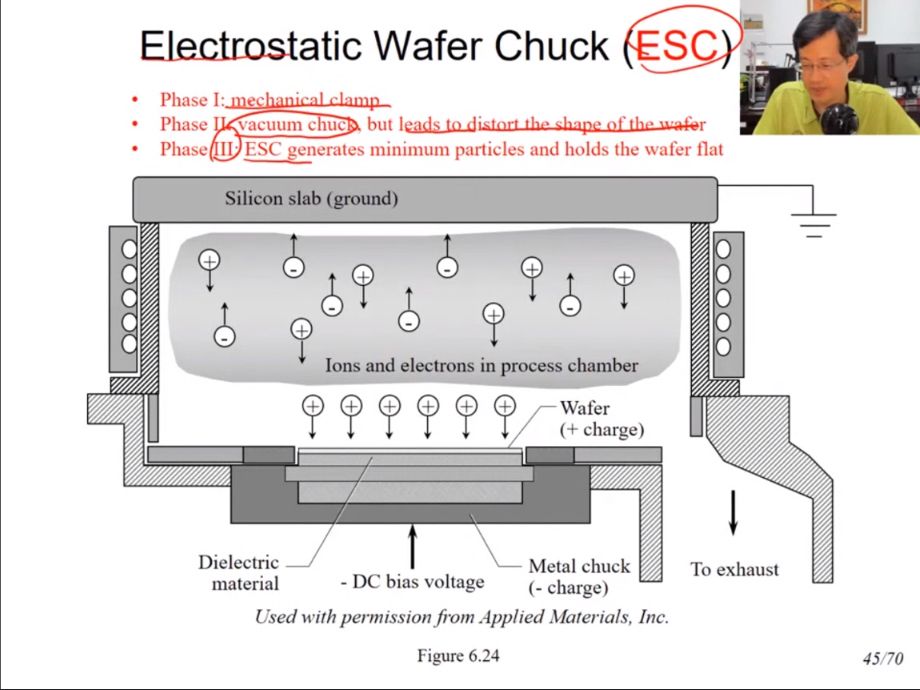 Electrostatic Wafer Chuck (ESC)
• Phase I: mechanical clamp
• Phase II: vacuum chuck, but leads to distort the shape of the wafer
• Phase III: ESC generates minimum particles and holds the wafer flat
Silicon slab (ground)
+ - + - + + -
- - + - +
Ions and electrons in process chamber
+ + + + + +
Wafer
(+ charge)
Dielectric
material
- DC bias voltage
Metal chuck
(- charge)
To exhaust
Used with permission from Applied Materials, Inc.
Figure 6.24
45/70